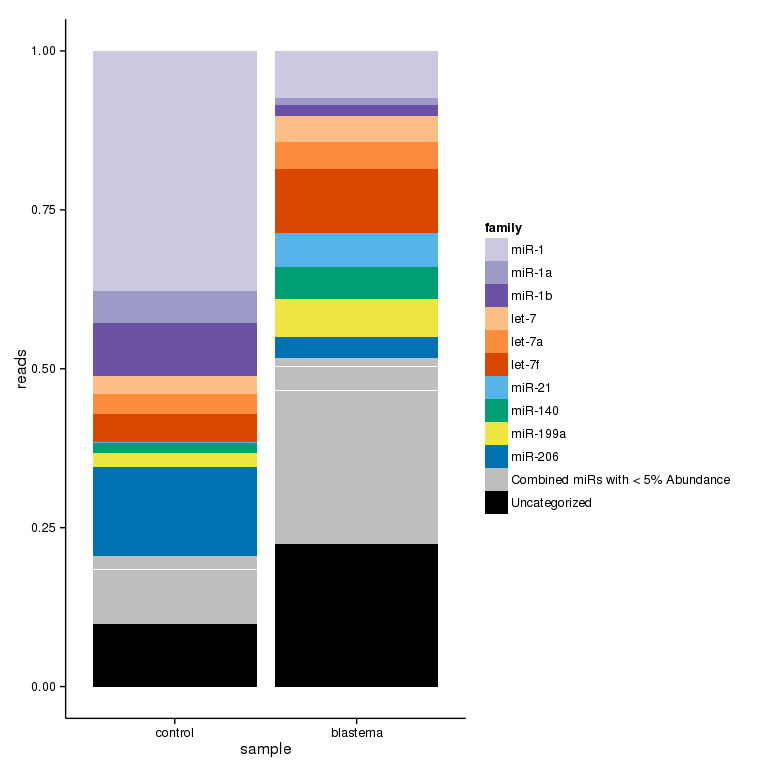 1.00
0.75
0.50
0.25
0.00
reads
control
blastema
sample
family
miR-1
miR-1a
miR-1b
let-7
let-7a
let-7f
miR-21
miR-140
miR-199a
miR-206
Combined miRs with < 5% Abundance
Uncategorized